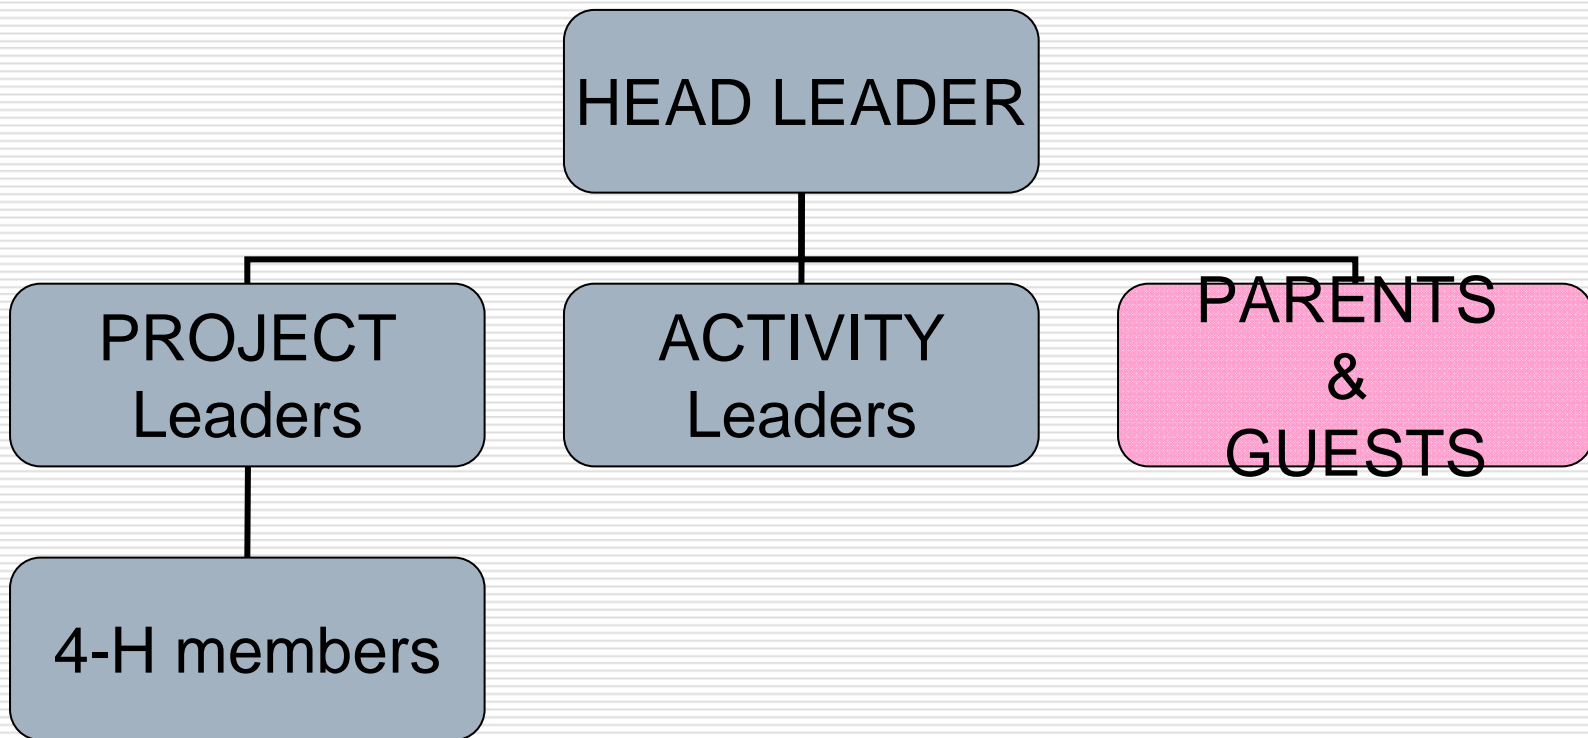 HEAD LEADER
PROJECT
Leaders
ACTIVITY
Leaders
PARENTS
&
GUESTS
4-H members